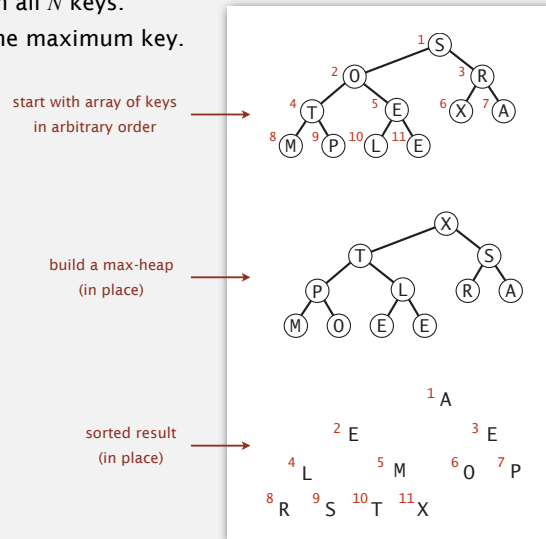 n all N keys.
ne maximum key.
start with array of keys
in arbitrary order
1 S
2 O 3 R
4 T 5 E 6 X 7 A
8 M 9 P 10 L 11 E
build a max-heap
(in place)
X
T S
P L R A
M O E E
sorted result
(in place)
1 A
2 E 3 E
4 L 5 M 6 O 7 P
8 R 9 S 10 T 11 X